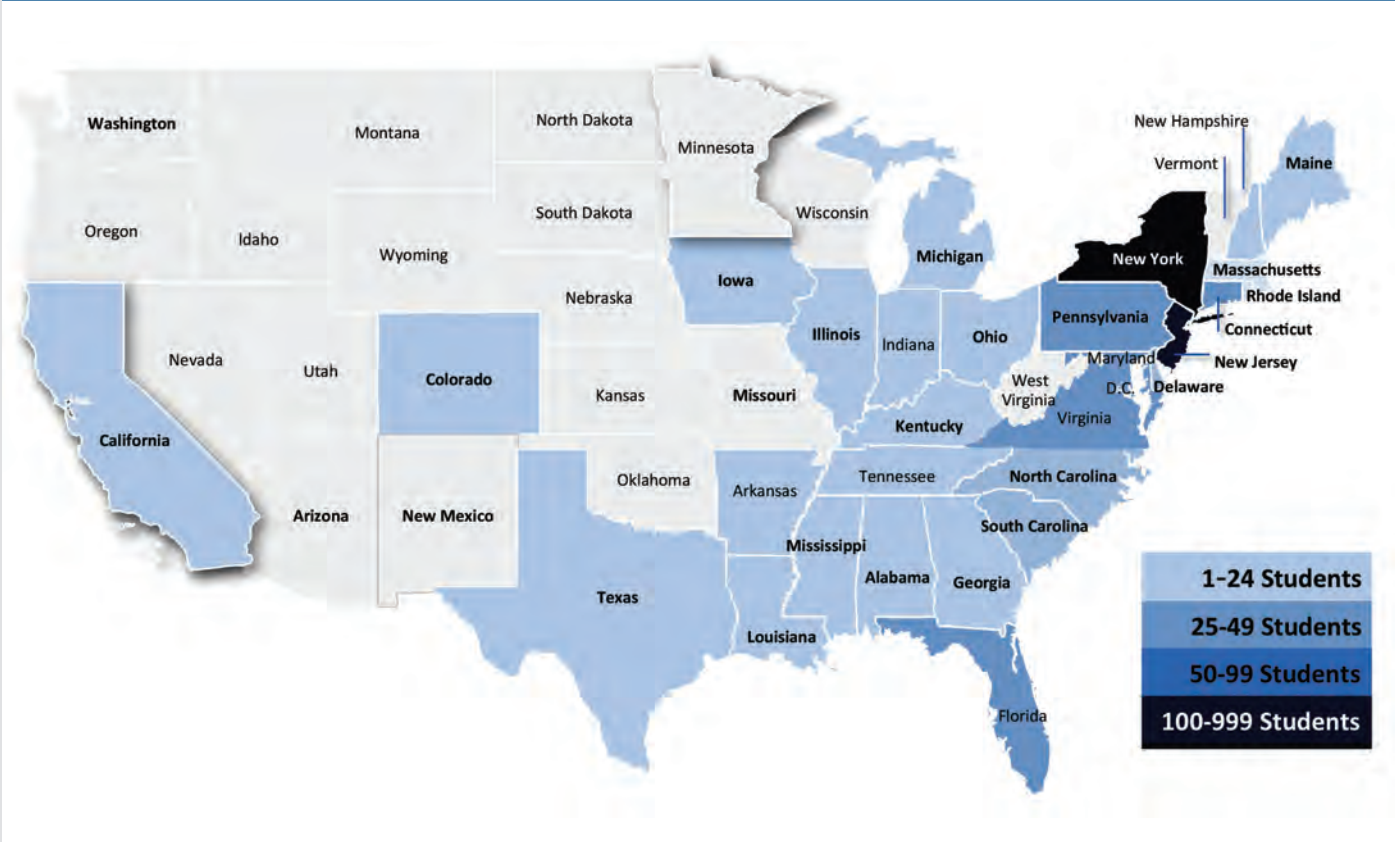 Washington
Montana
North Dakota
Minnesota
New Hampshire
Vermont
Maine
Oregon
Idaho
Wyoming
South Dakota
Wisconsin
Michigan
New York
Massachusetts
Rhode Island
Connecticut
New Jersey
Nebraska
Iowa
Illinois
Indiana
Ohio
Pennsylvania
Maryland
D.C.
Delaware
Nevada
Utah
Colorado
Kansas
Missouri
West
Virginia
Virginia
Kentucky
California
Arizona
New Mexico
Oklahoma
Arkansas
Tennessee
North Carolina
South Carolina
Mississippi
Alabama
Georgia
Texas
Louisiana
Florida
1-24 Students
25-49 Students
50-99 Students
100-999 Students